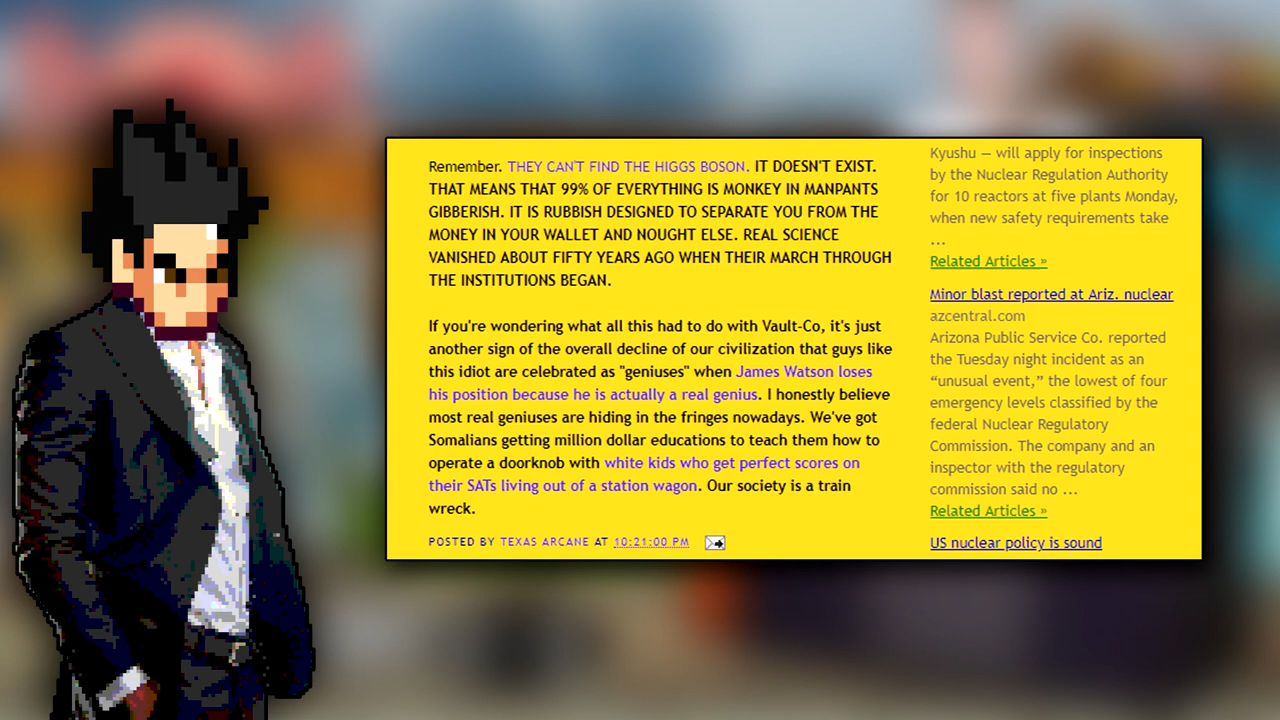 Remember. THEY CAN'T FIND THE HIGGS BOSON. IT DOESN'T EXIST.
THAT MEANS THAT 99% OF EVERYTHING IS MONKEY IN MANPANTS
GIBBERISH. IT IS RUBBISH DESIGNED TO SEPARATE YOU FROM THE
MONEY IN YOUR WALLET AND NOUGHT ELSE. REAL SCIENCE
VANISHED ABOUT FIFTY YEARS AGO WHEN THEIR MARCH THROUGH
THE INSTITUTIONS BEGAN.
If you're wondering what all this had to do with Vault-Co, it's just
another sign of the overall decline of our civilization that guys like
this idiot are celebrated as "geniuses" when James Watson loses
his position because he is actually a real genius. I honestly believe
most real geniuses are hiding in the fringes nowadays. We've got
Somalians getting million dollar educations to teach them how to
operate a doorknob with white kids who get perfect scores on
their SATs living out of a station wagon. Our society is a train
wreck.
POSTED BY TEXAS ARCANE AT 10:21:00 PM
Kyushu — will apply for inspections
by the Nuclear Regulation Authority
for 10 reactors at five plants Monday,
when new safety requirements take
...
Related Articles »
Minor blast reported at Ariz. nuclear
azcentral.com
Arizona Public Service Co. reported
the Tuesday night incident as an
“unusual event,” the lowest of four
emergency levels classified by the
federal Nuclear Regulatory
Commission. The company and an
inspector with the regulatory
commission said no ...
Related Articles »
US nuclear policy is sound